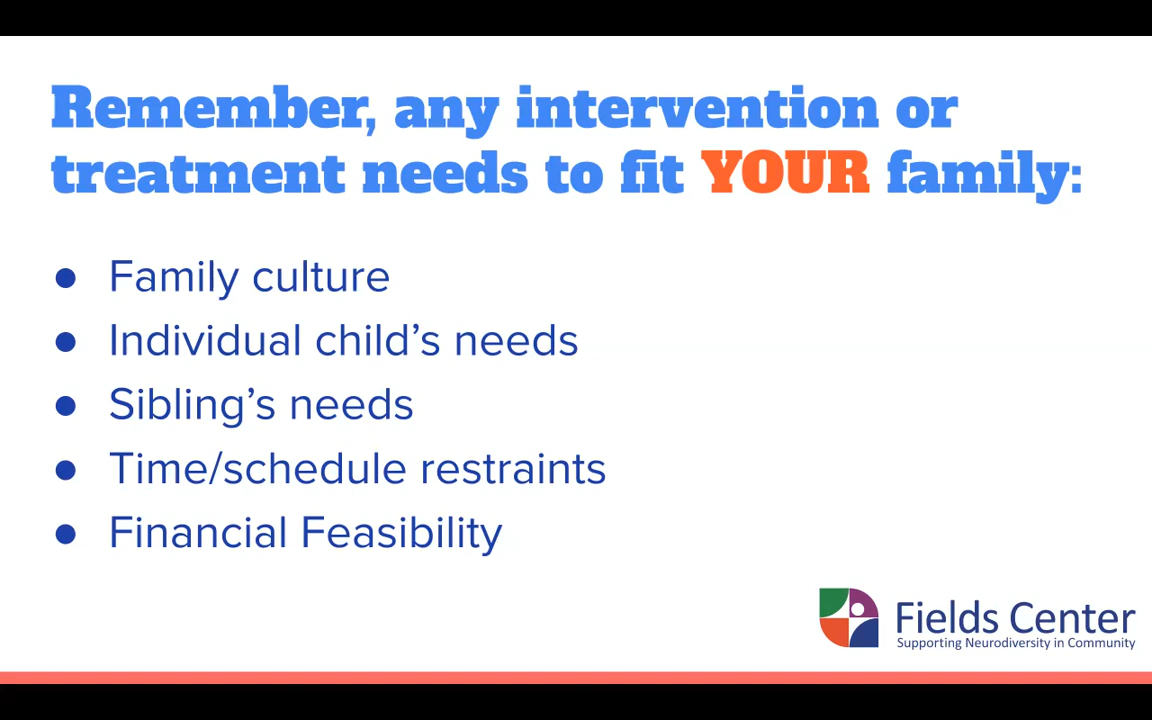 Remember, any intervention or
treatment needs to fit YOUR family:
● Family culture
● Individual child’s needs
● Sibling’s needs
● Time/schedule restraints
● Financial Feasibility
Fields Center
Supporting Neurodiversity in Community